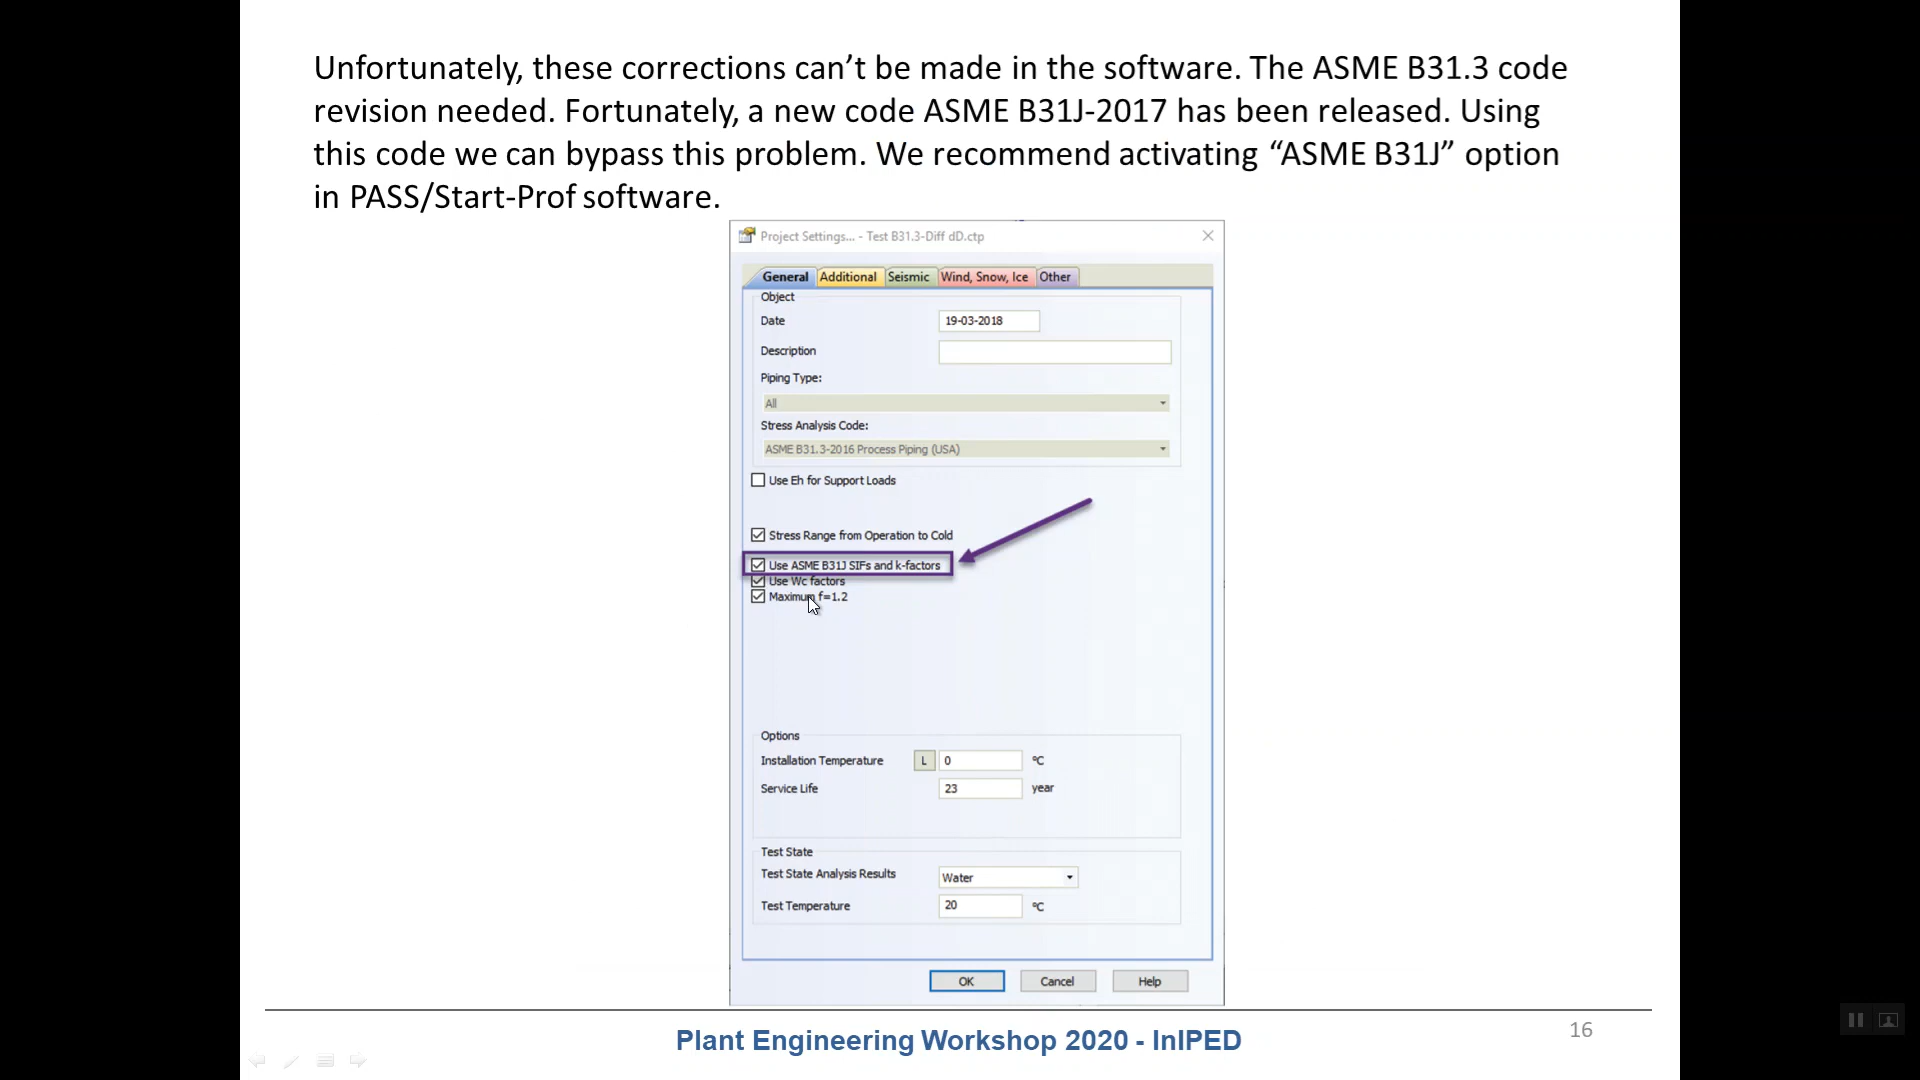 Unfortunately, these corrections can’t be made in the software. The ASME B31.3 code
revision needed. Fortunately, a new code ASME B31J-2017 has been released. Using
this code we can bypass this problem. We recommend activating “ASME B31J” option
in PASS/Start-Prof software.
Project Settings... - Test B31.3-Diff dD.ctp
General Additional Seismic Wind, Snow, Ice Other
Object
Date 19-03-2018
Description
Piping Type:
All
Stress Analysis Code:
ASME B31.3-2016 Process Piping (USA)
Use Eh for Support Loads
Stress Range from Operation to Cold
Use ASME B31J SIFs and k-factors
Use Wc factors
Maximum f=1.2
Options
Installation Temperature L 0 ºC
Service Life 23 year
Test State
Test State Analysis Results Water
Test Temperature 20 ºC
OK Cancel Help
Plant Engineering Workshop 2020 - InIPED
16